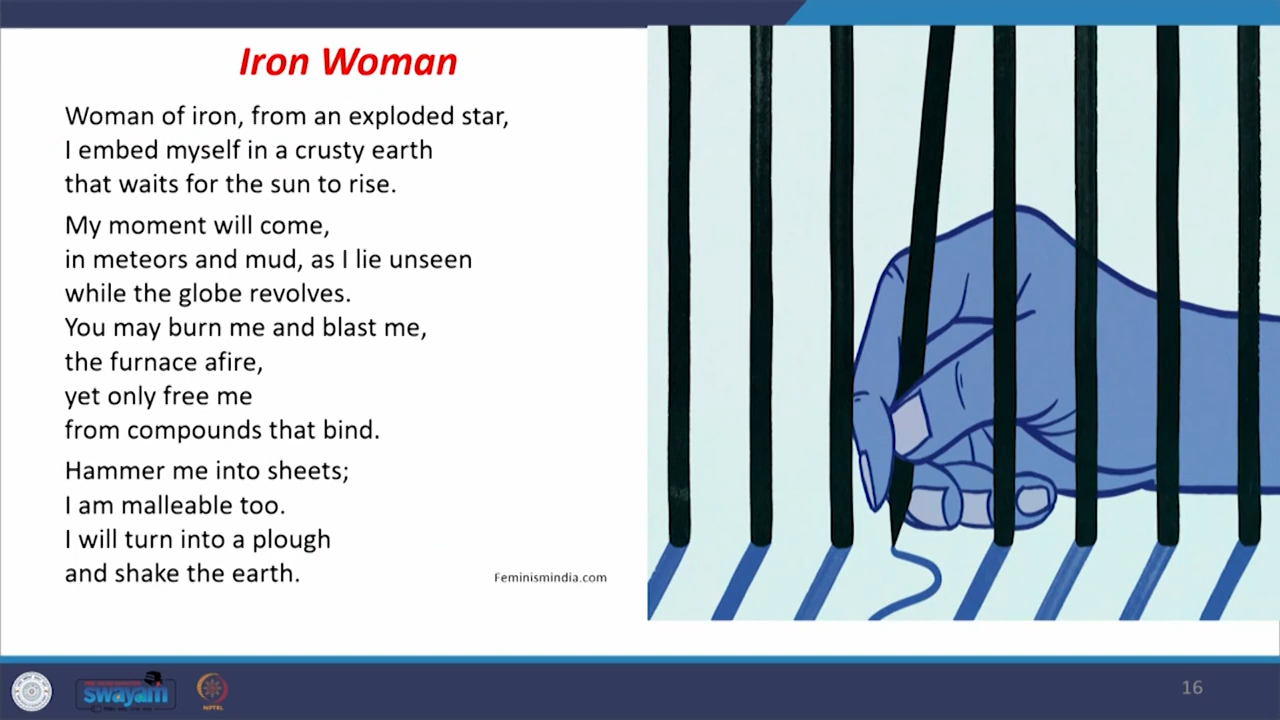 Iron Woman
Woman of iron, from an exploded star,
I embed myself in a crusty earth
that waits for the sun to rise.
My moment will come,
in meteors and mud, as I lie unseen
while the globe revolves.
You may burn me and blast me,
the furnace afire,
yet only free me
from compounds that bind.
Hammer me into sheets;
I am malleable too.
I will turn into a plough
and shake the earth.
Feminismindia.com
swayam
NPTEL
16